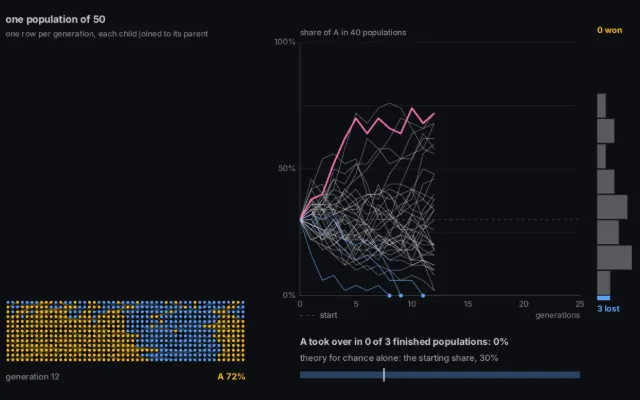 one population of 50
one row per generation, each child joined to its parent
generation 12
A 72%
share of A in 40 populations
100%
50%
0%
0 5 10 15 20 25
start
generations
0 won
3 lost
A took over in 0 of 3 finished populations: 0%
theory for chance alone: the starting share, 30%